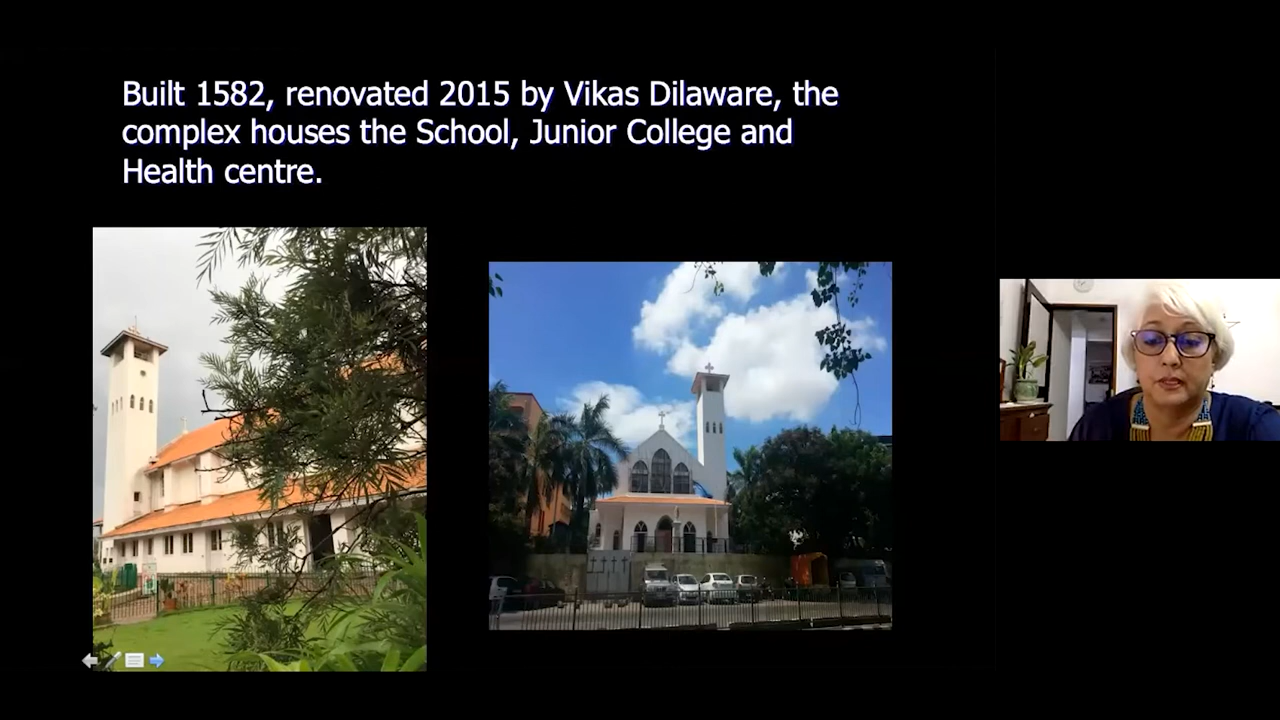 Built 1582, renovated 2015 by Vikas Dilaware, the
complex houses the School, Junior College and
Health centre.